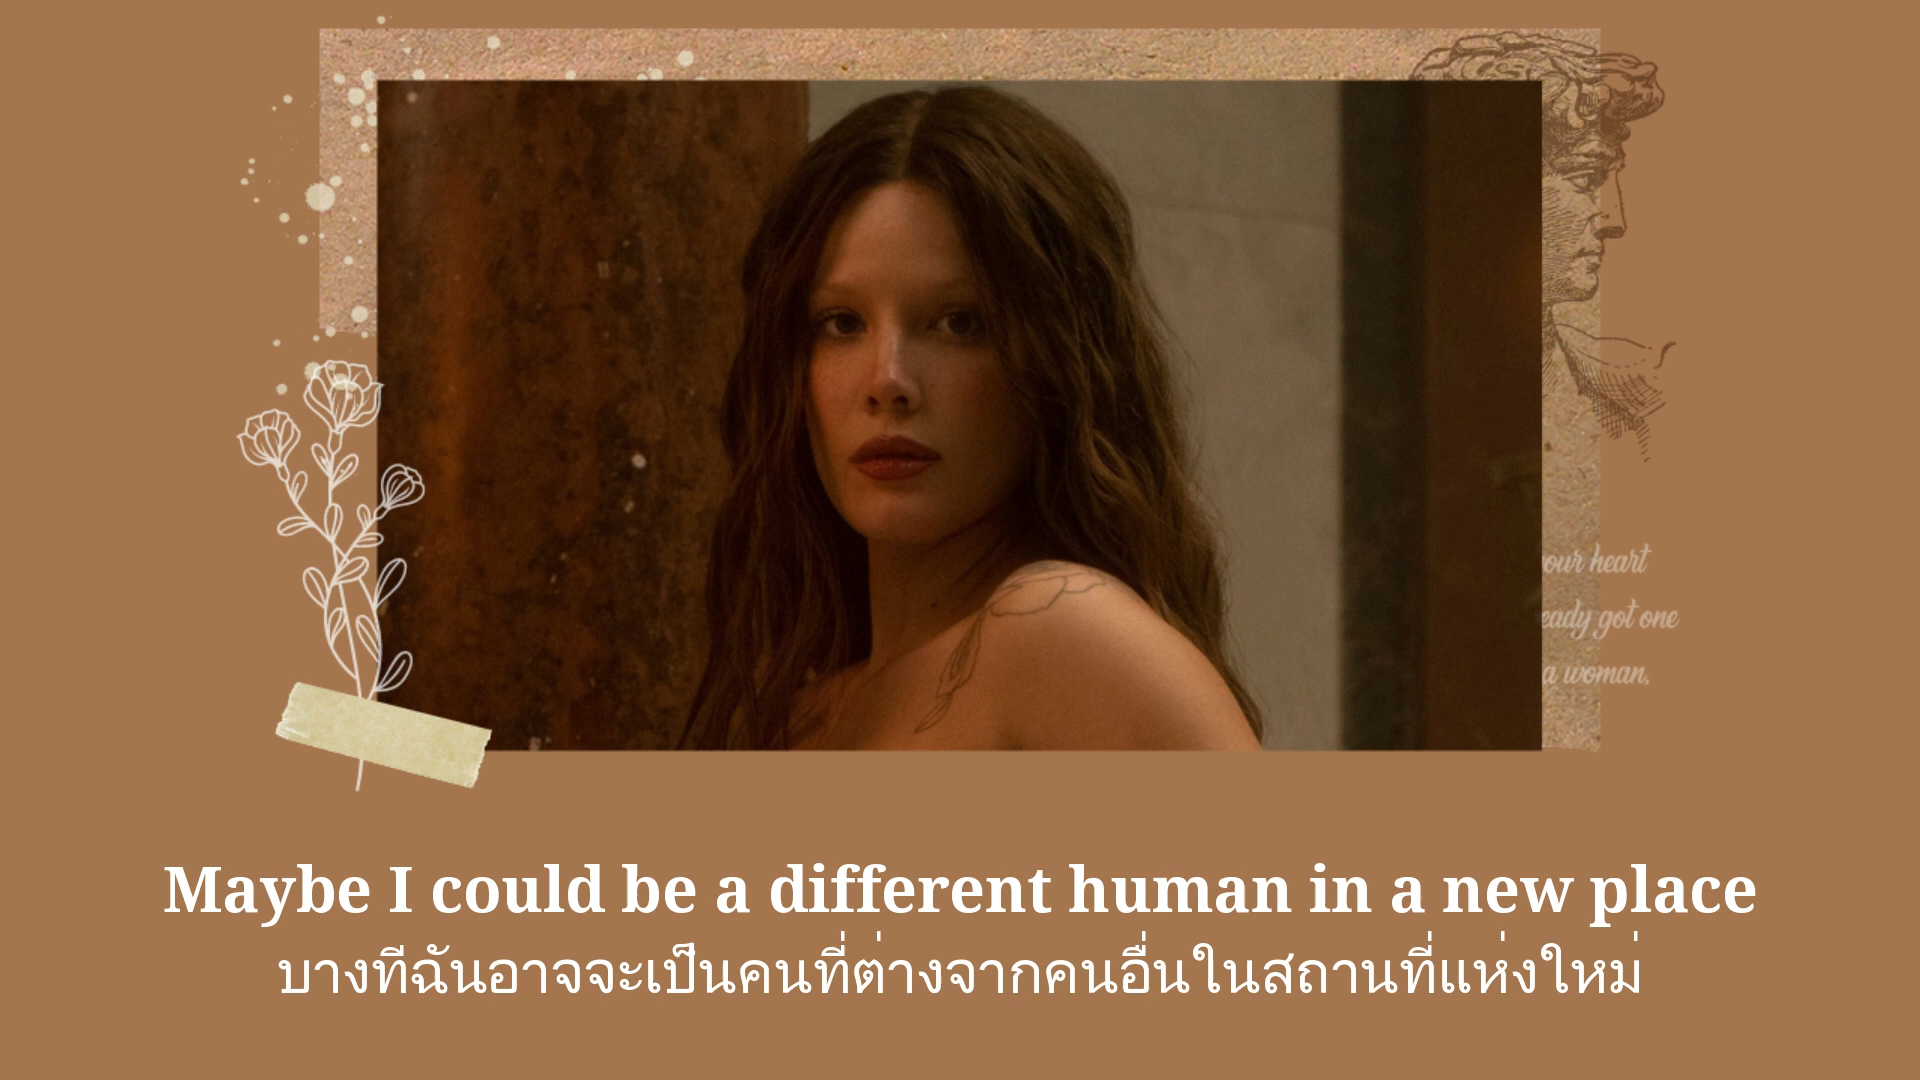 heart
got one
a woman,
Maybe I could be a different human in a new place
บางทีฉันอาจจะเป็นคนที่ต่างจากคนอื่นในสถานที่แห่งใหม่